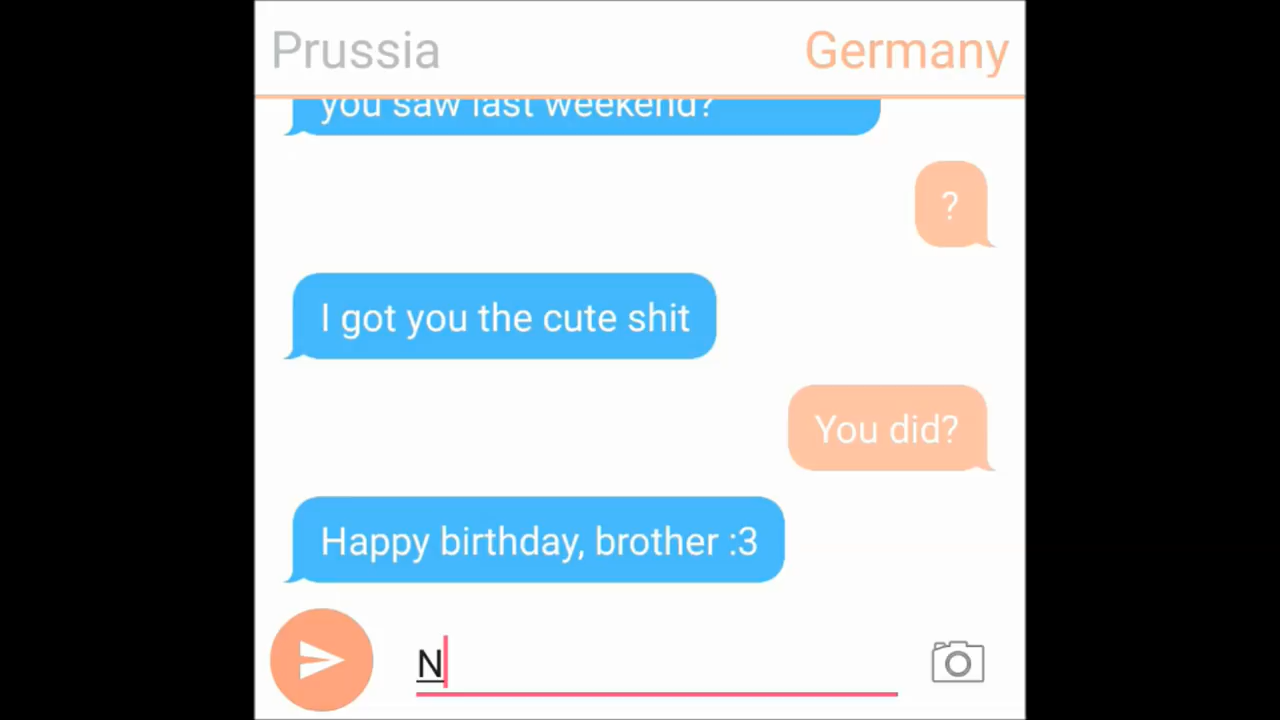 Prussia
Germany
you saw last weekend?
?
I got you the cute shit
You did?
Happy birthday, brother :3
N